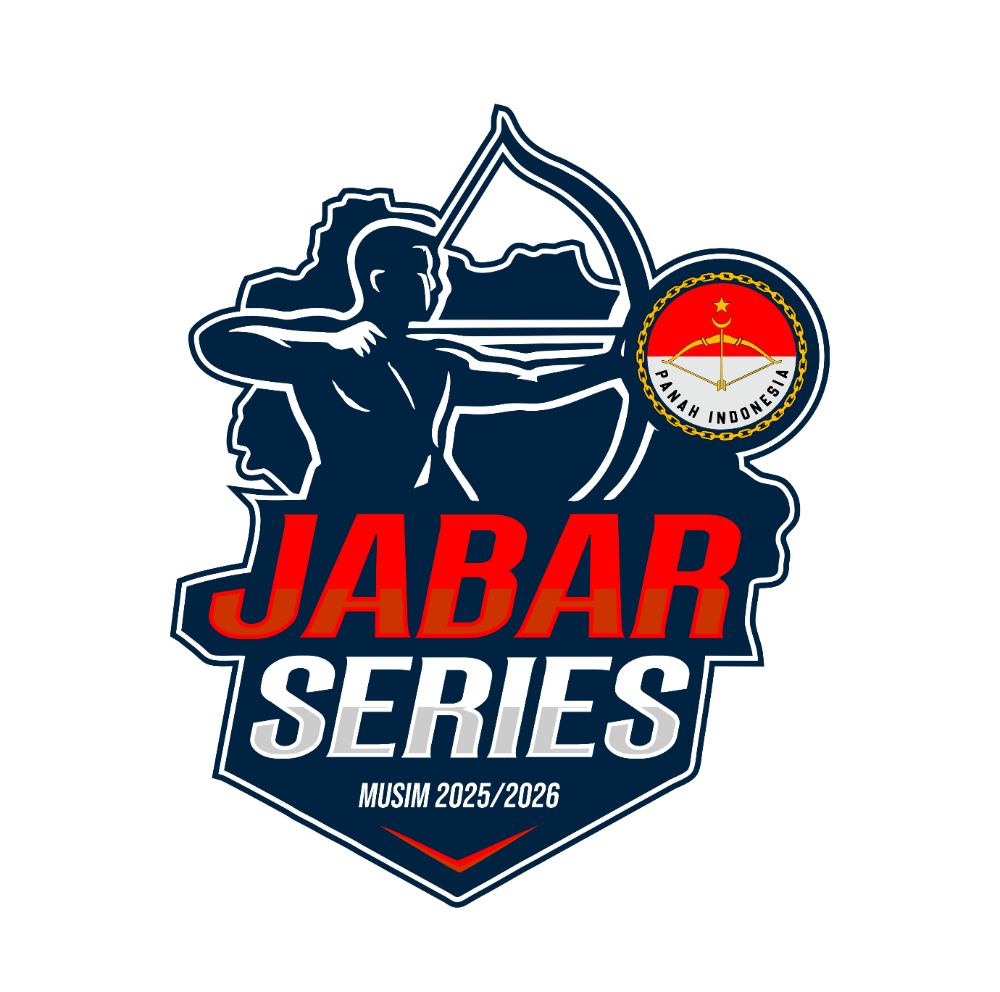 PANAH INDONESIA
JABAR
SERIES
MUSIM 2025/2026